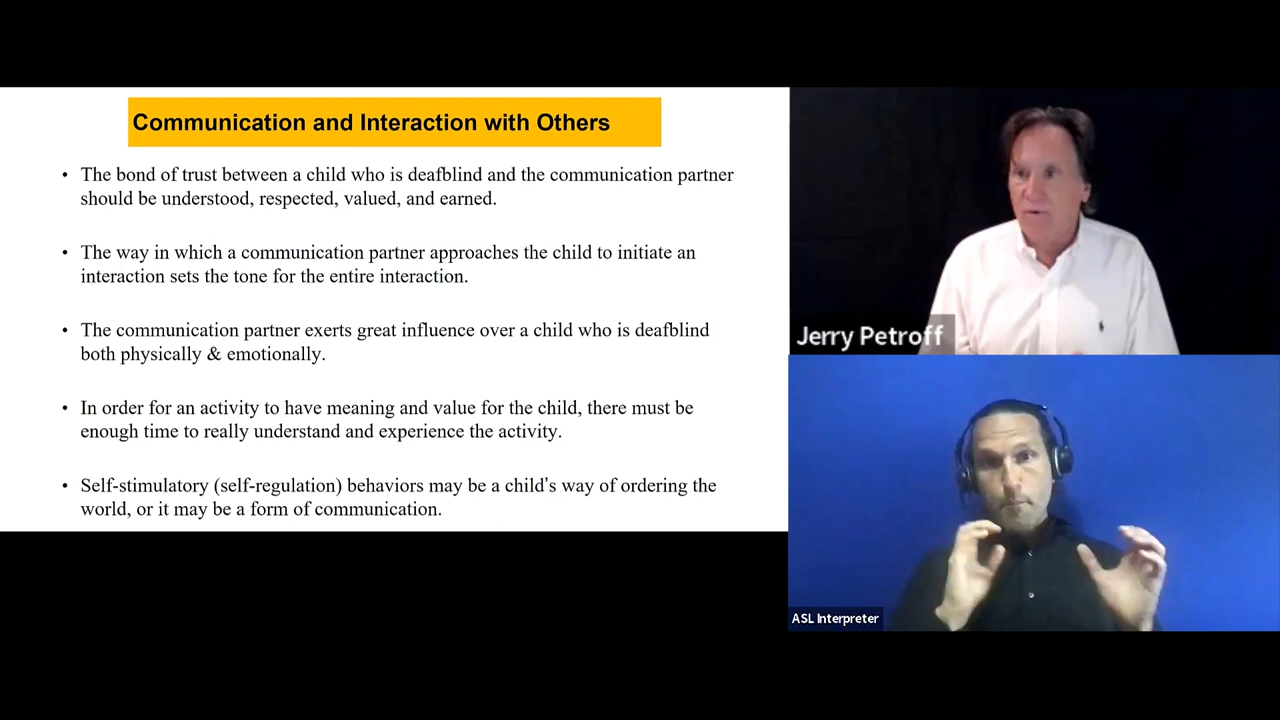 Communication and Interaction with Others
• The bond of trust between a child who is deafblind and the communication partner
should be understood, respected, valued, and earned.
• The way in which a communication partner approaches the child to initiate an
interaction sets the tone for the entire interaction.
• The communication partner exerts great influence over a child who is deafblind
both physically & emotionally.
• In order for an activity to have meaning and value for the child, there must be
enough time to really understand and experience the activity.
• Self-stimulatory (self-regulation) behaviors may be a child's way of ordering the
world, or it may be a form of communication.
Jerry Petroff
ASL Interpreter